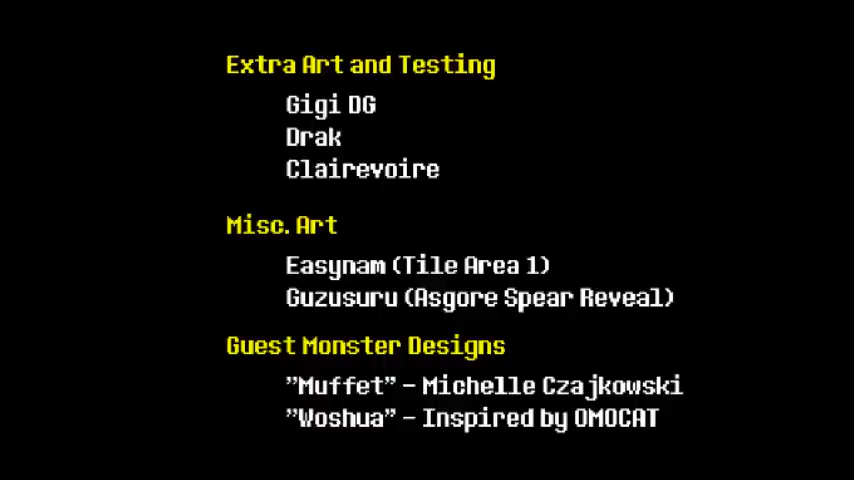 Extra Art and Testing
Gigi DG
Drak
Clairevoire
Misc. Art
Easynam (Tile Area 1)
Guzusuru (Asgore Spear Reveal)
Guest Monster Designs
”Muffet” - Michelle Czajkowski
”Woshua” - Inspired by OMOCAT